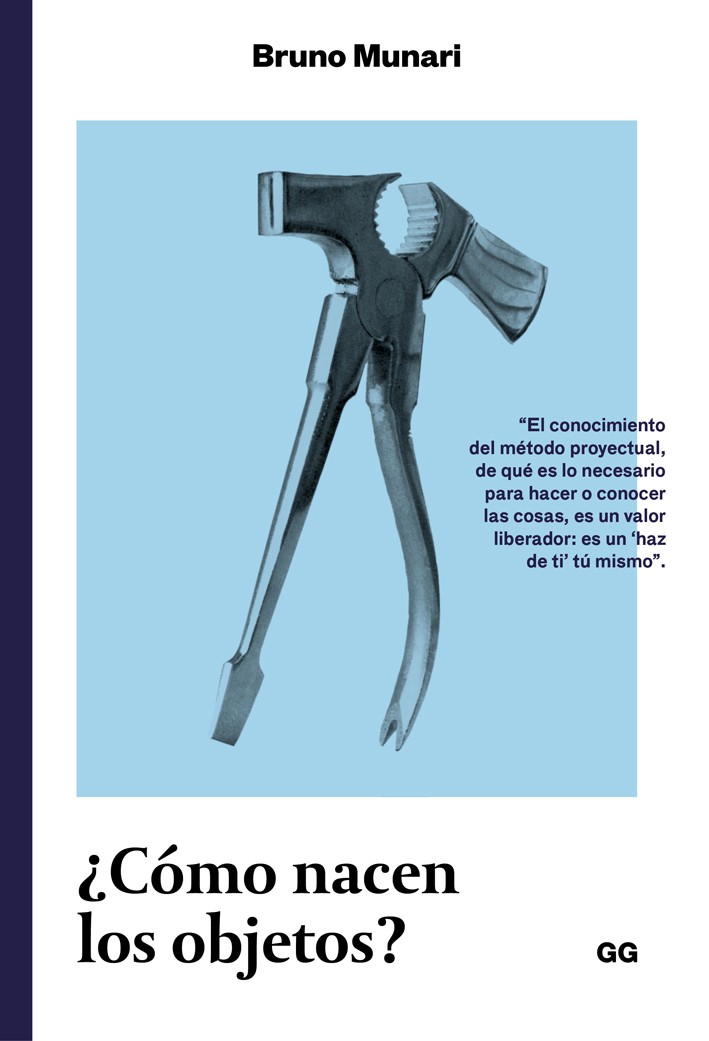 Bruno Munari
“El conocimiento
del método proyectual,
de qué es lo necesario
para hacer o conocer
las cosas, es un valor
liberador: es un ‘haz
de ti’ tú mismo”.
¿Cómo nacen
los objetos?
GG